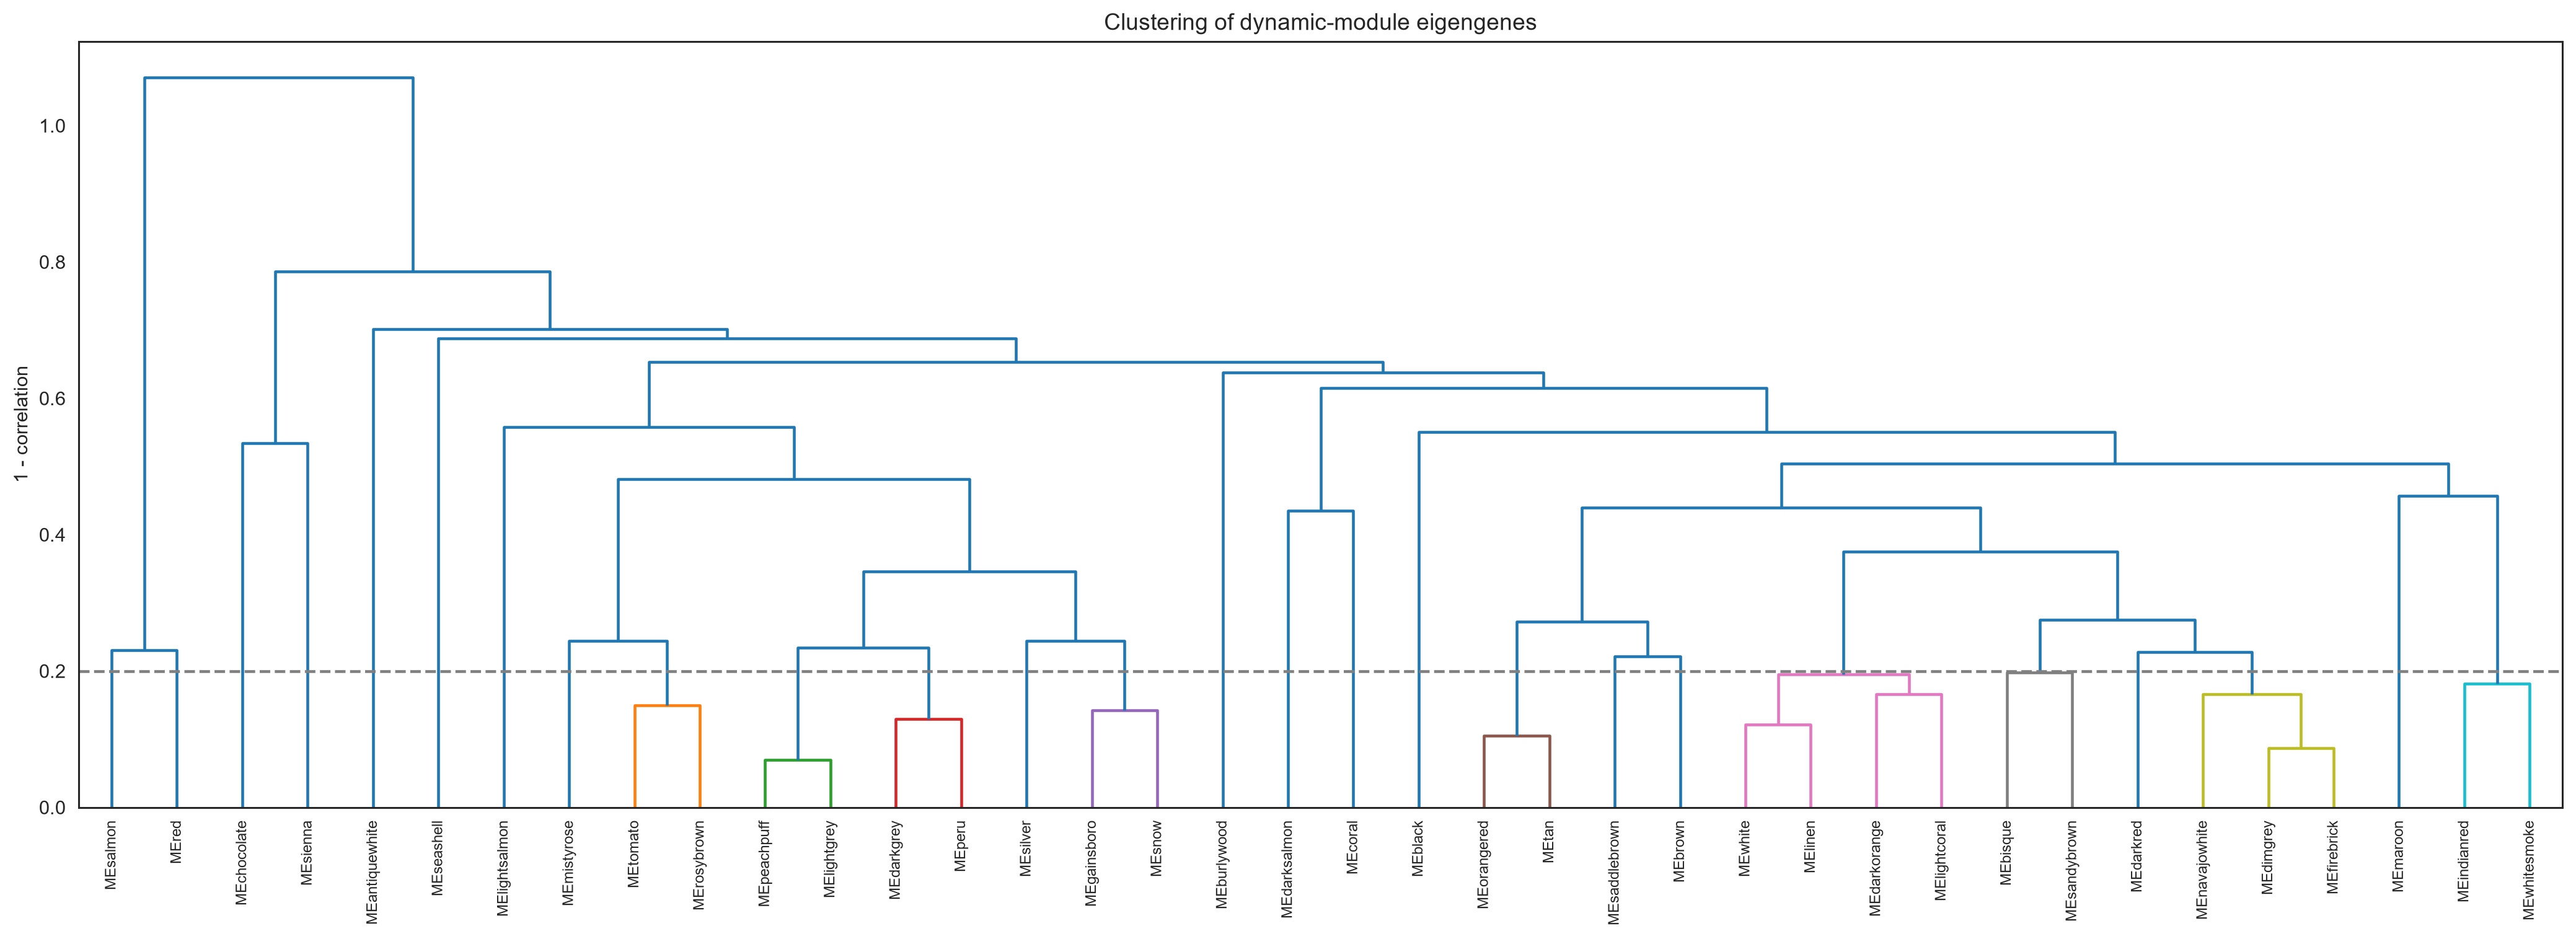 Clustering of dynamic-module eigengenes
1.0
0.8
0.6
0.4
0.2
0.0
1 - correlation
MEsalmon
MEred
MEchocolate
MEsienna
MEantiquewhite
MEseashell
MElightsalmon
MEmistyrose
MEtomato
MErosybrown
MEpeachpuff
MElightgrey
MEdarkgrey
MEperu
MEsilver
MEgainsboro
MEsnow
MEburlywood
MEdarksalmon
MEcoral
MEblack
MEorangered
MEtan
MEsaddlebrown
MEbrown
MEwhite
MElinen
MEdarkorange
MElightcoral
MEbisque
MEsandybrown
MEdarkred
MEnavajowhite
MEdimgrey
MEfirebrick
MEmaroon
MEindianred
MEwhitesmoke